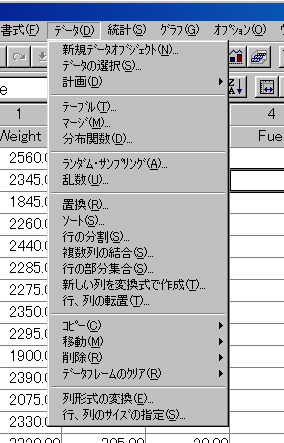 書式(F) データ(D) 統計(S) グラフ(G) オプション(O)
新規データオブジェクト(N)...
データの選択(S)...
計画(D)
テーブル(T)...
マージ(M)...
分布関数(D)...
ランダム・サンプリング(A)...
乱数(U)...
置換(R)...
ソート(S)...
行の分割(S)...
複数列の結合(S)...
行の部分集合(S)...
新しい列を変換式で作成(T)...
行、列の転置(T)...
コピー(C)
移動(M)
削除(R)
データフレームのクリア(R)
列形式の変換(E)...
行、列のサイズの指定(S)...
1
4
Weight
Fue
2560.0
2345.0
1845.0
2260.0
2440.0
2285.0
2275.0
2350.0
2295.0
1900.0
2390.0
2075.0
2330.0